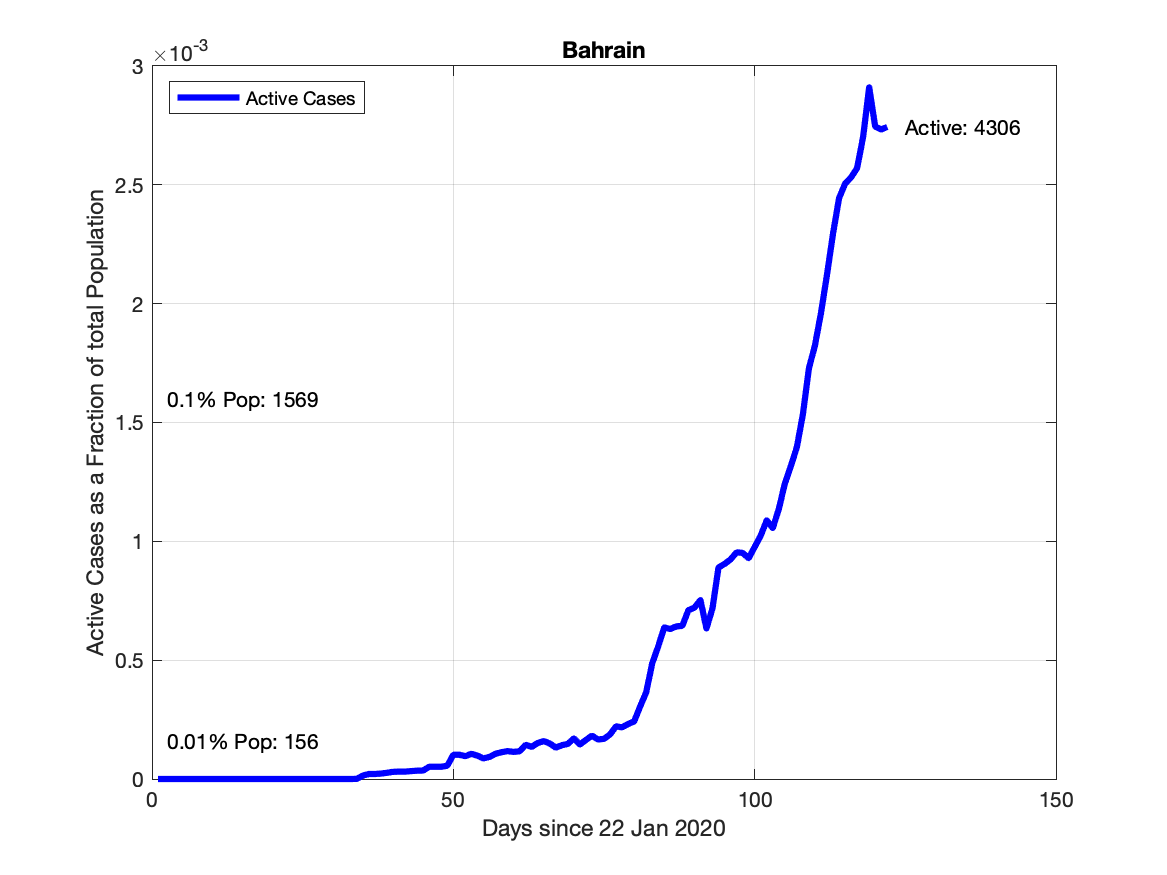 Bahrain
×10-3
3
2.5
2
1.5
1
0.5
0
Active Cases
Active: 4306
0.1% Pop: 1569
0.01% Pop: 156
Active Cases as a Fraction of total Population
0
50
100
150
Days since 22 Jan 2020